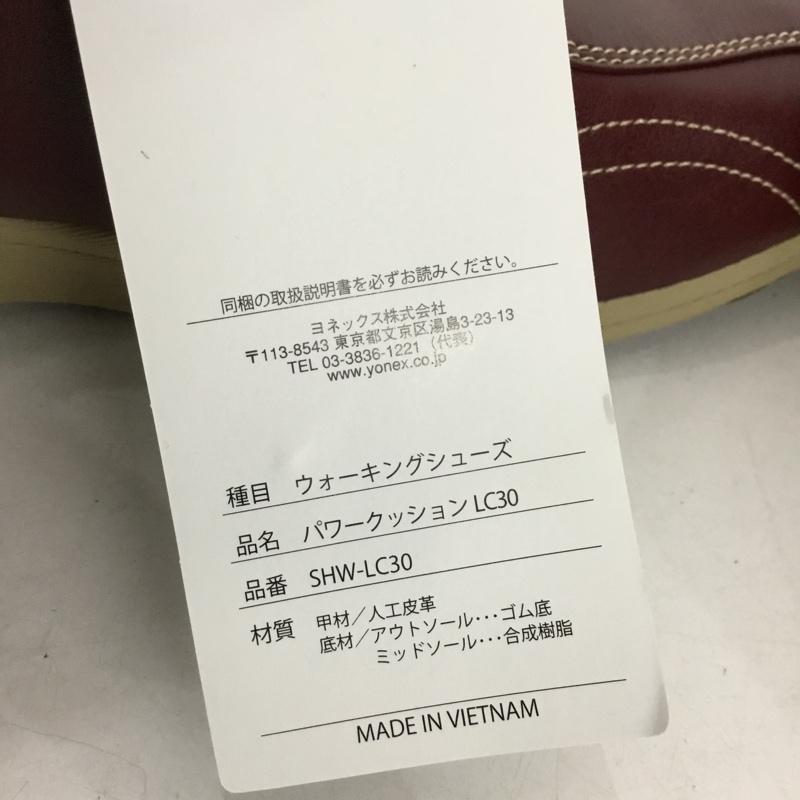 同梱の取扱説明書を必ずお読みください。
ヨネックス株式会社
〒113-8543 東京都文京区湯島3-23-13
TEL 03-3836-1221（代表）
www.yonex.co.jp
種目 ウォーキングシューズ
品名 パワークッション LC30
品番 SHW-LC30
材質 甲材／人工皮革
底材／アウトソール･･･ゴム底
ミッドソール･･･合成樹脂
MADE IN VIETNAM